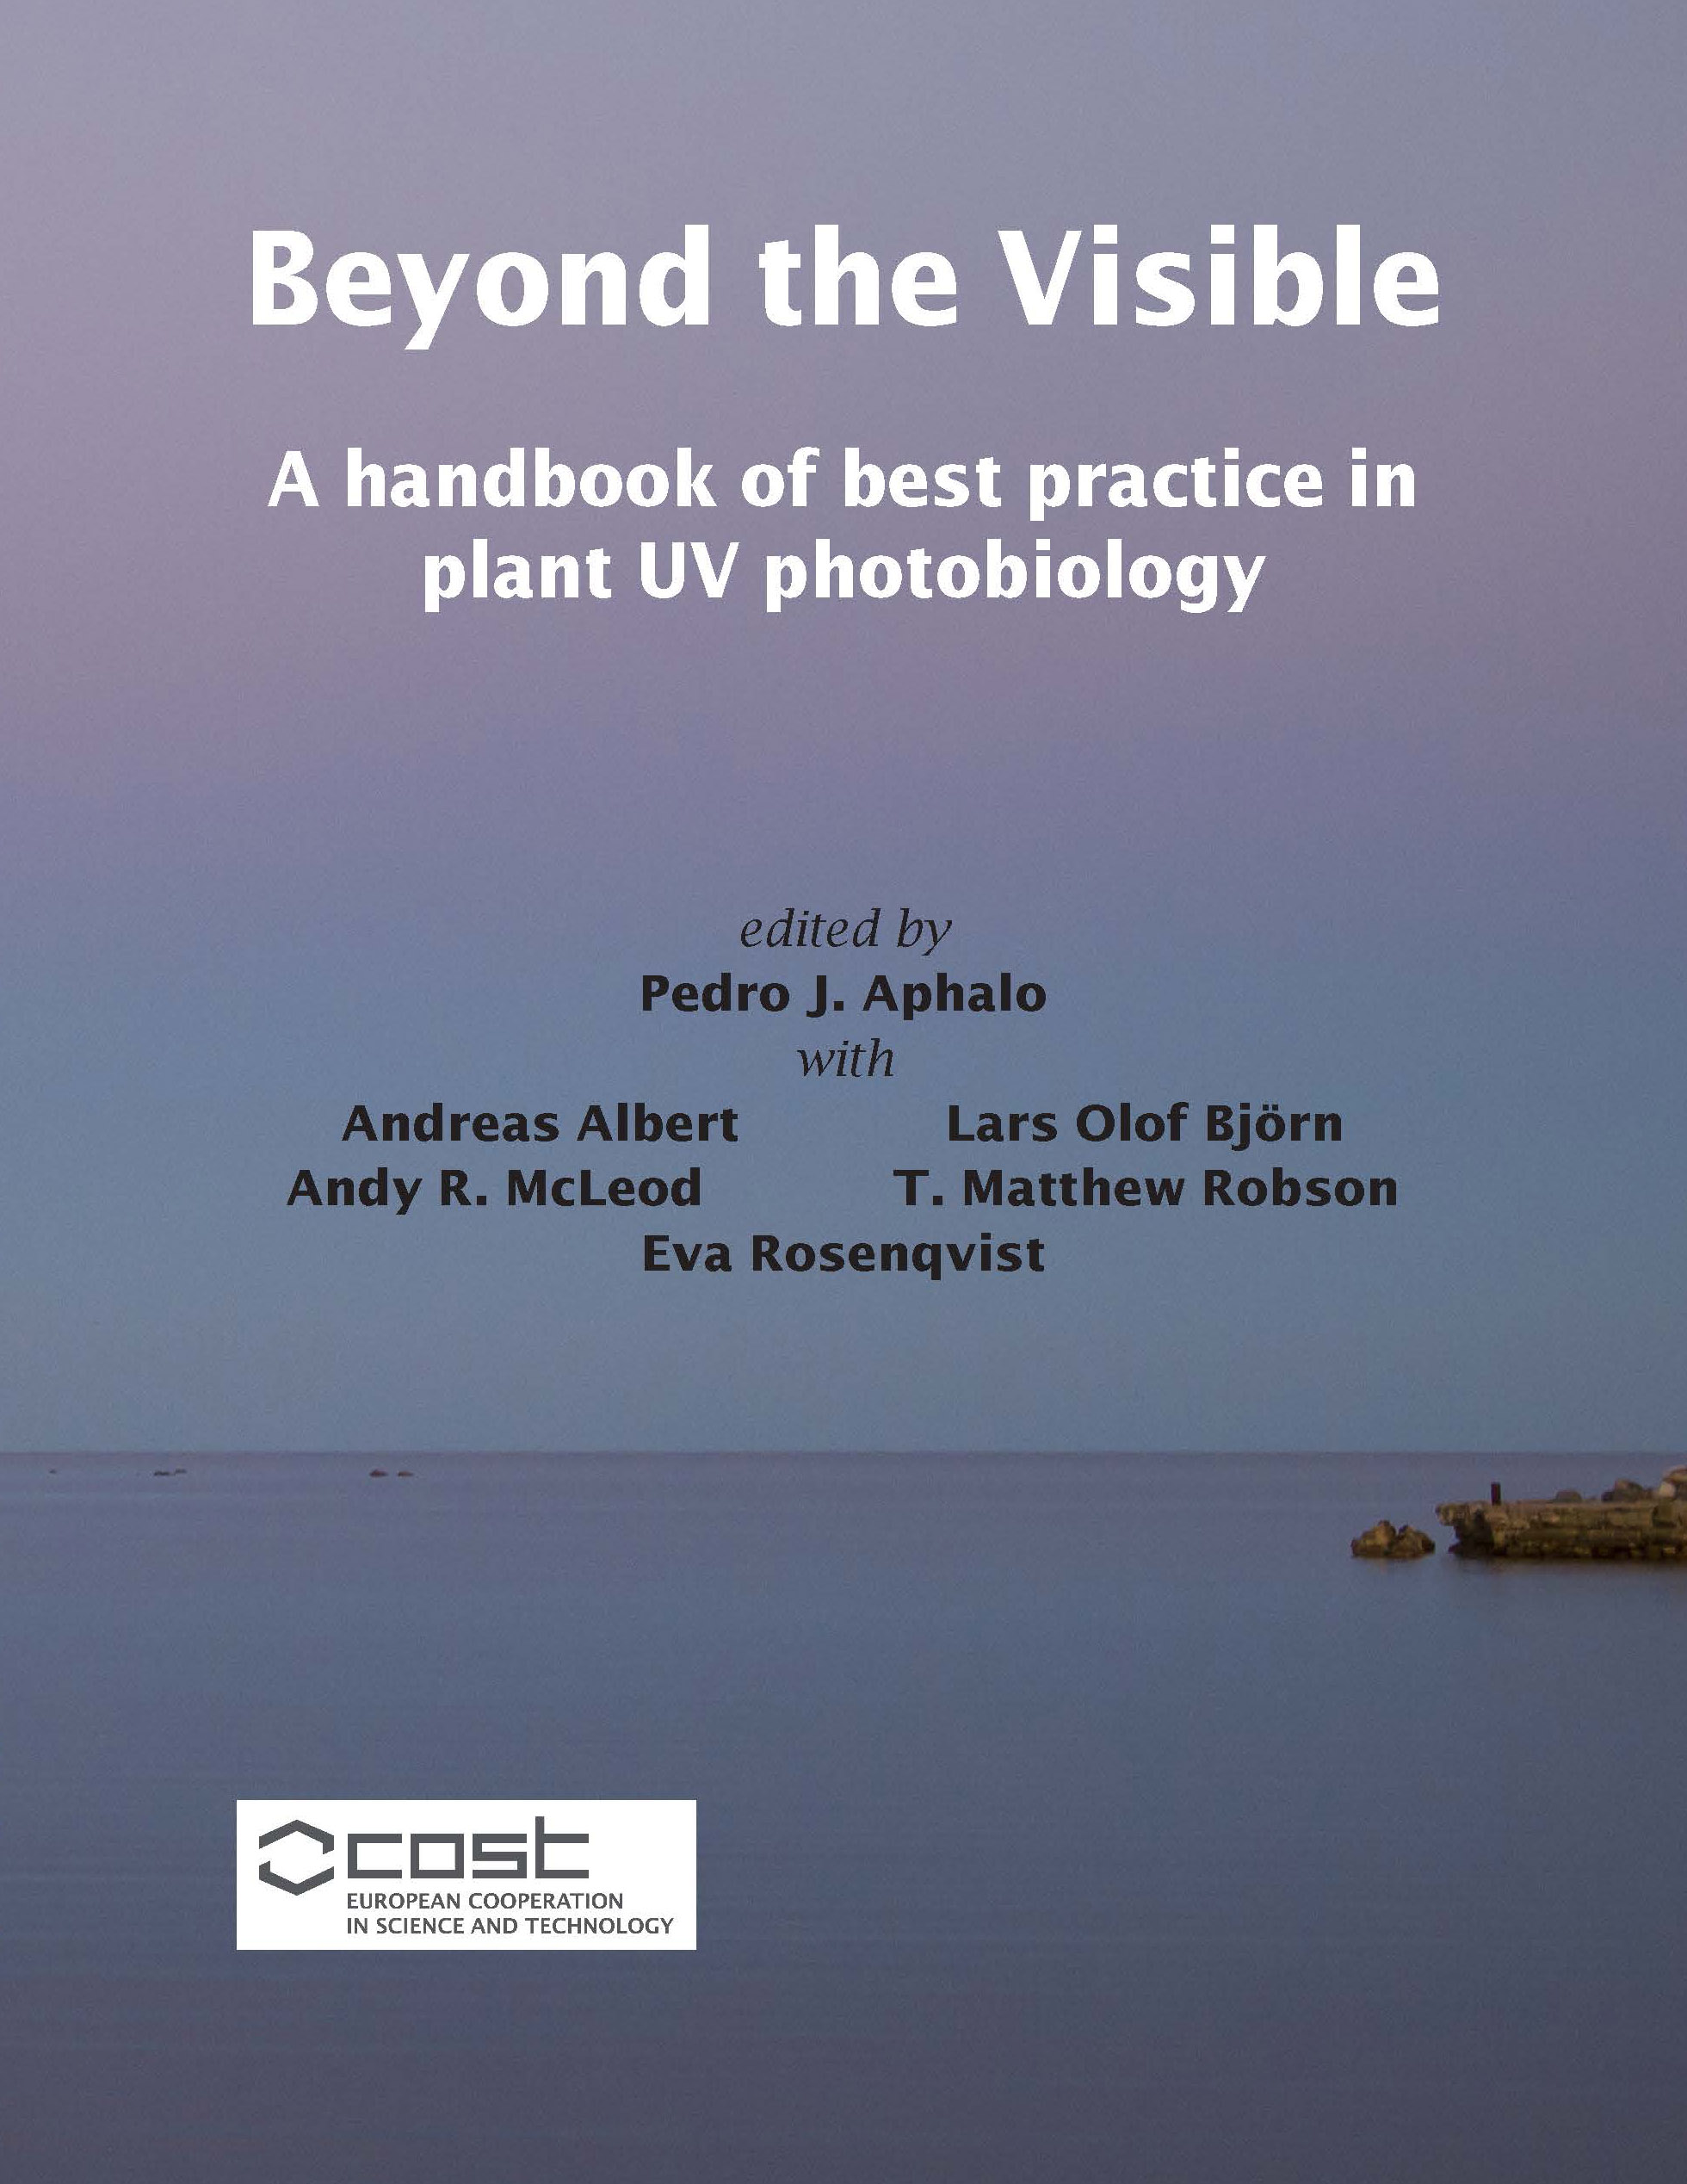 Beyond the Visible
A handbook of best practice in
plant UV photobiology
edited by
Pedro J. Aphalo
with
Andreas Albert Lars Olof Björn
Andy R. McLeod T. Matthew Robson
Eva Rosenqvist
cost
EUROPEAN COOPERATION
IN SCIENCE AND TECHNOLOGY